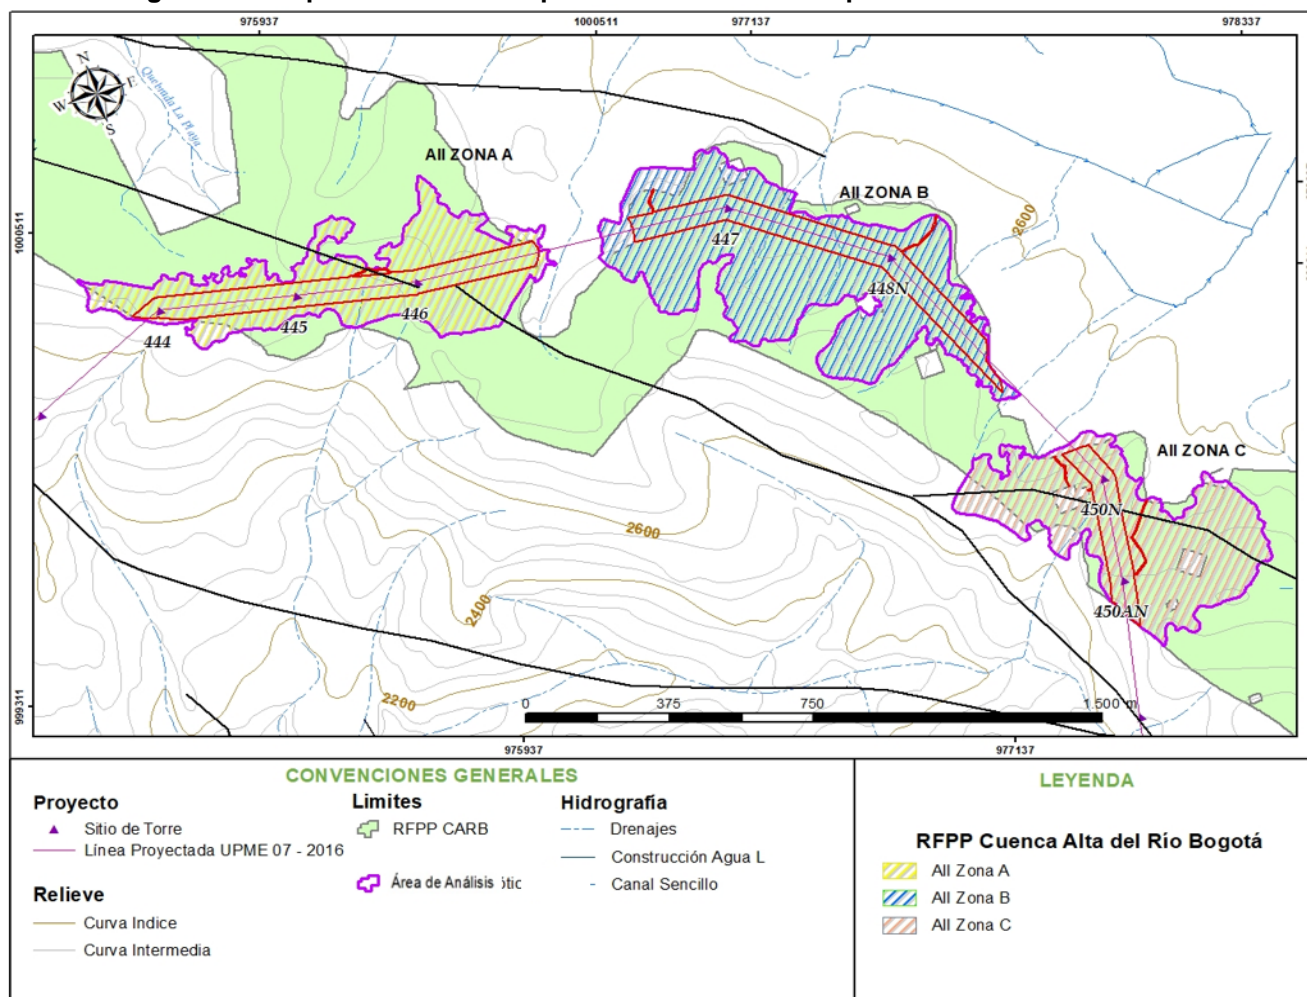 975937 1000511 977137 978337
N
E
W
S
Quebrada La Playa
AII ZONA A
AII ZONA B
AII ZONA C
1000511
2600
447
448N
446
445
444
450N
450AN
2600
2400
2200
999311
0 375 750 1.500 m
975937 977137
CONVENCIONES GENERALES
Proyecto
Sitio de Torre
Línea Proyectada UPME 07 - 2016
Relieve
Curva Indice
Curva Intermedia
Limites
RFPP CARB
Área de Análisis
Hidrografía
Drenajes
Construcción Agua L
Canal Sencillo
LEYENDA
RFPP Cuenca Alta del Río Bogotá
AII Zona A
AII Zona B
AII Zona C